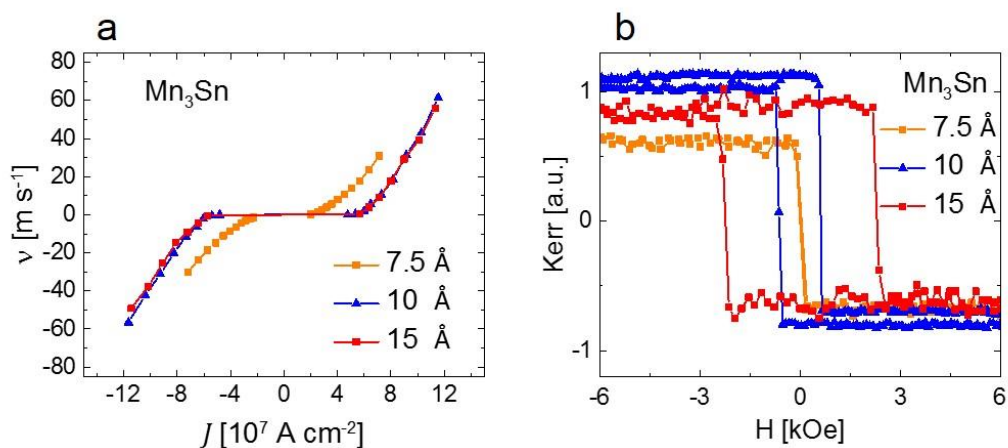 a
80
60
40
20
0
-20
-40
-60
-80
ν [m s⁻¹]
Mn₃Sn
7.5 Å
10 Å
15 Å
-12 -8 -4 0 4 8 12
J [10⁷ A cm⁻²]
b
1
0
-1
Kerr [a.u.]
Mn₃Sn
7.5 Å
10 Å
15 Å
-6 -3 0 3 6
H [kOe]